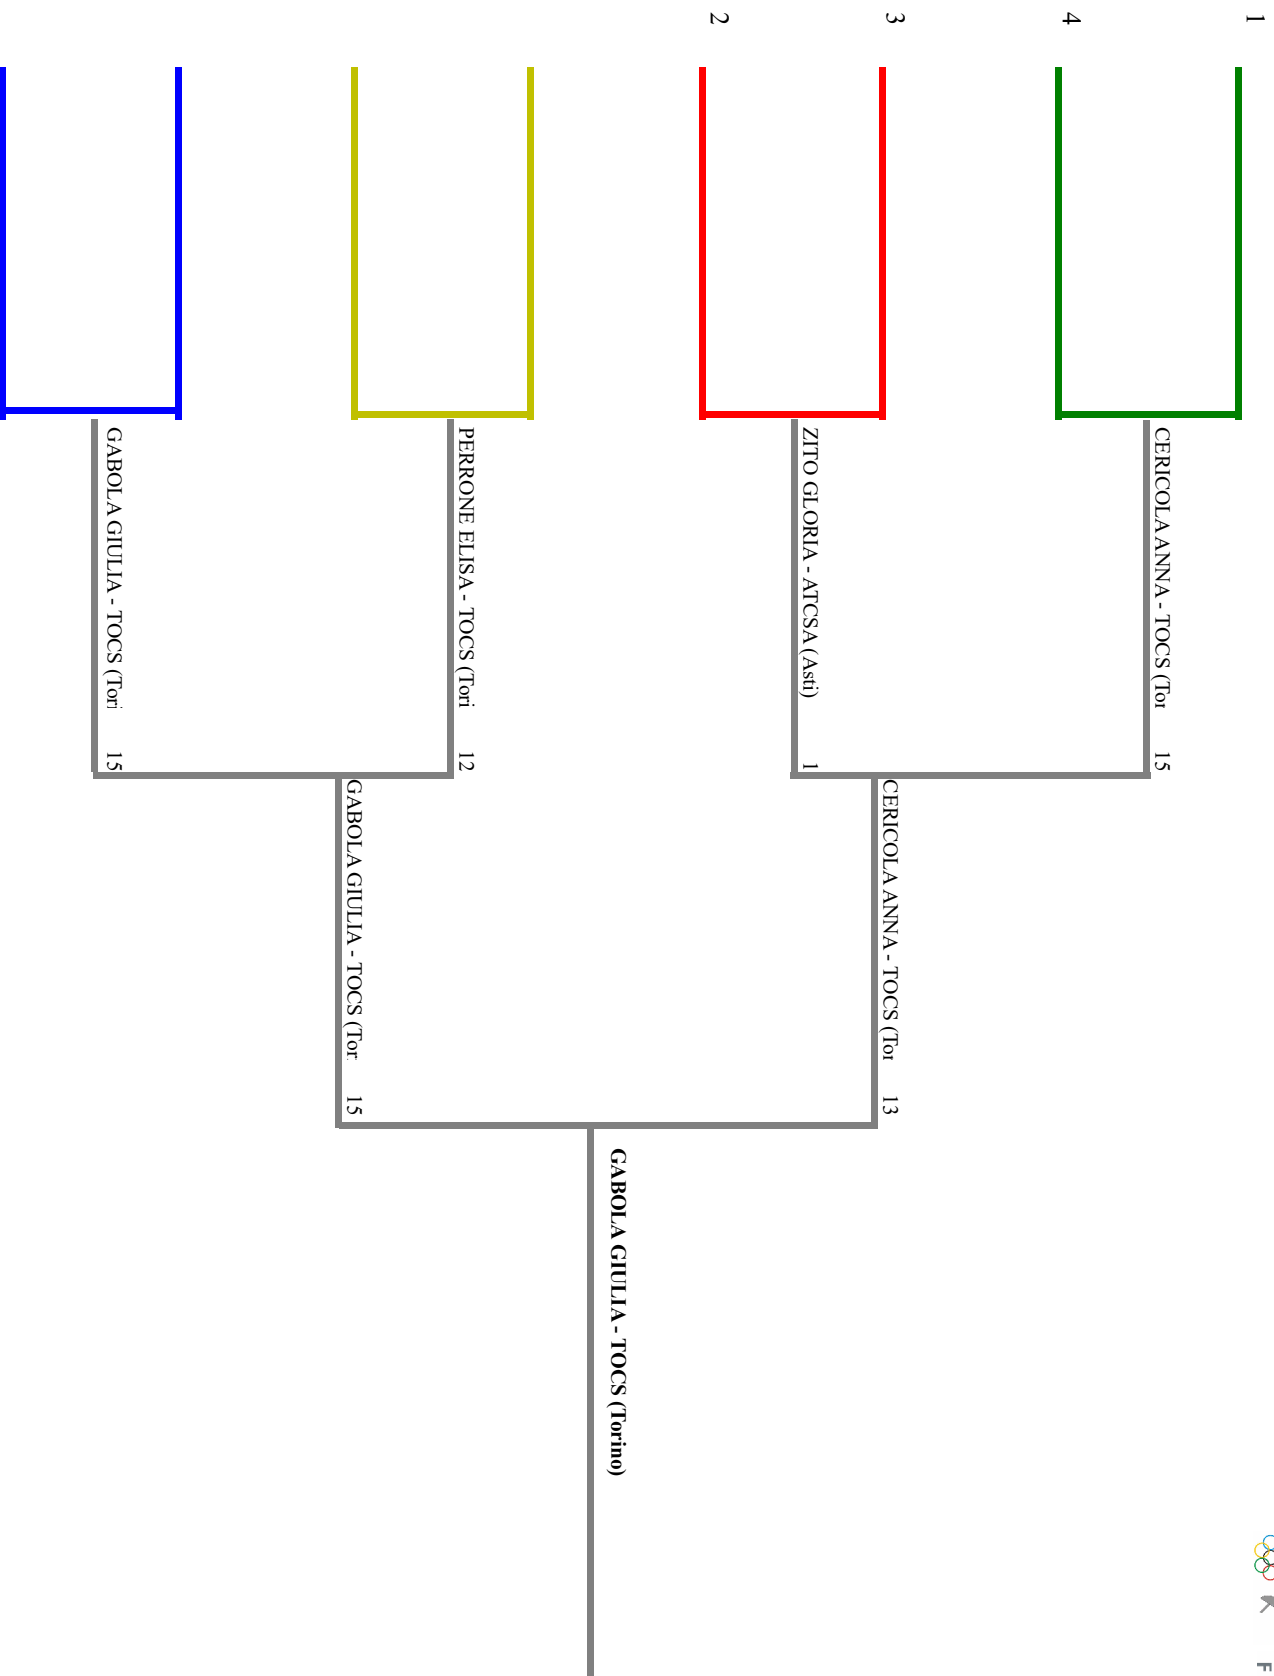 1
4
3
2
CERICOLA ANNA - TOCS (Tor
15
ZITO GLORIA - ATCSA (Asti)
1
PERRONE ELISA - TOCS (Tori
12
GABOLA GIULIA - TOCS (Tori
15
CERICOLA ANNA - TOCS (Tor
13
GABOLA GIULIA - TOCS (Tor
15
GABOLA GIULIA - TOCS (Torino)
F